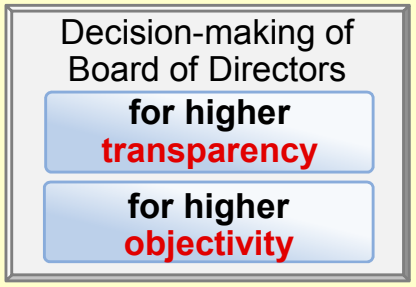 Decision-making of
Board of Directors
for higher
transparency
for higher
objectivity